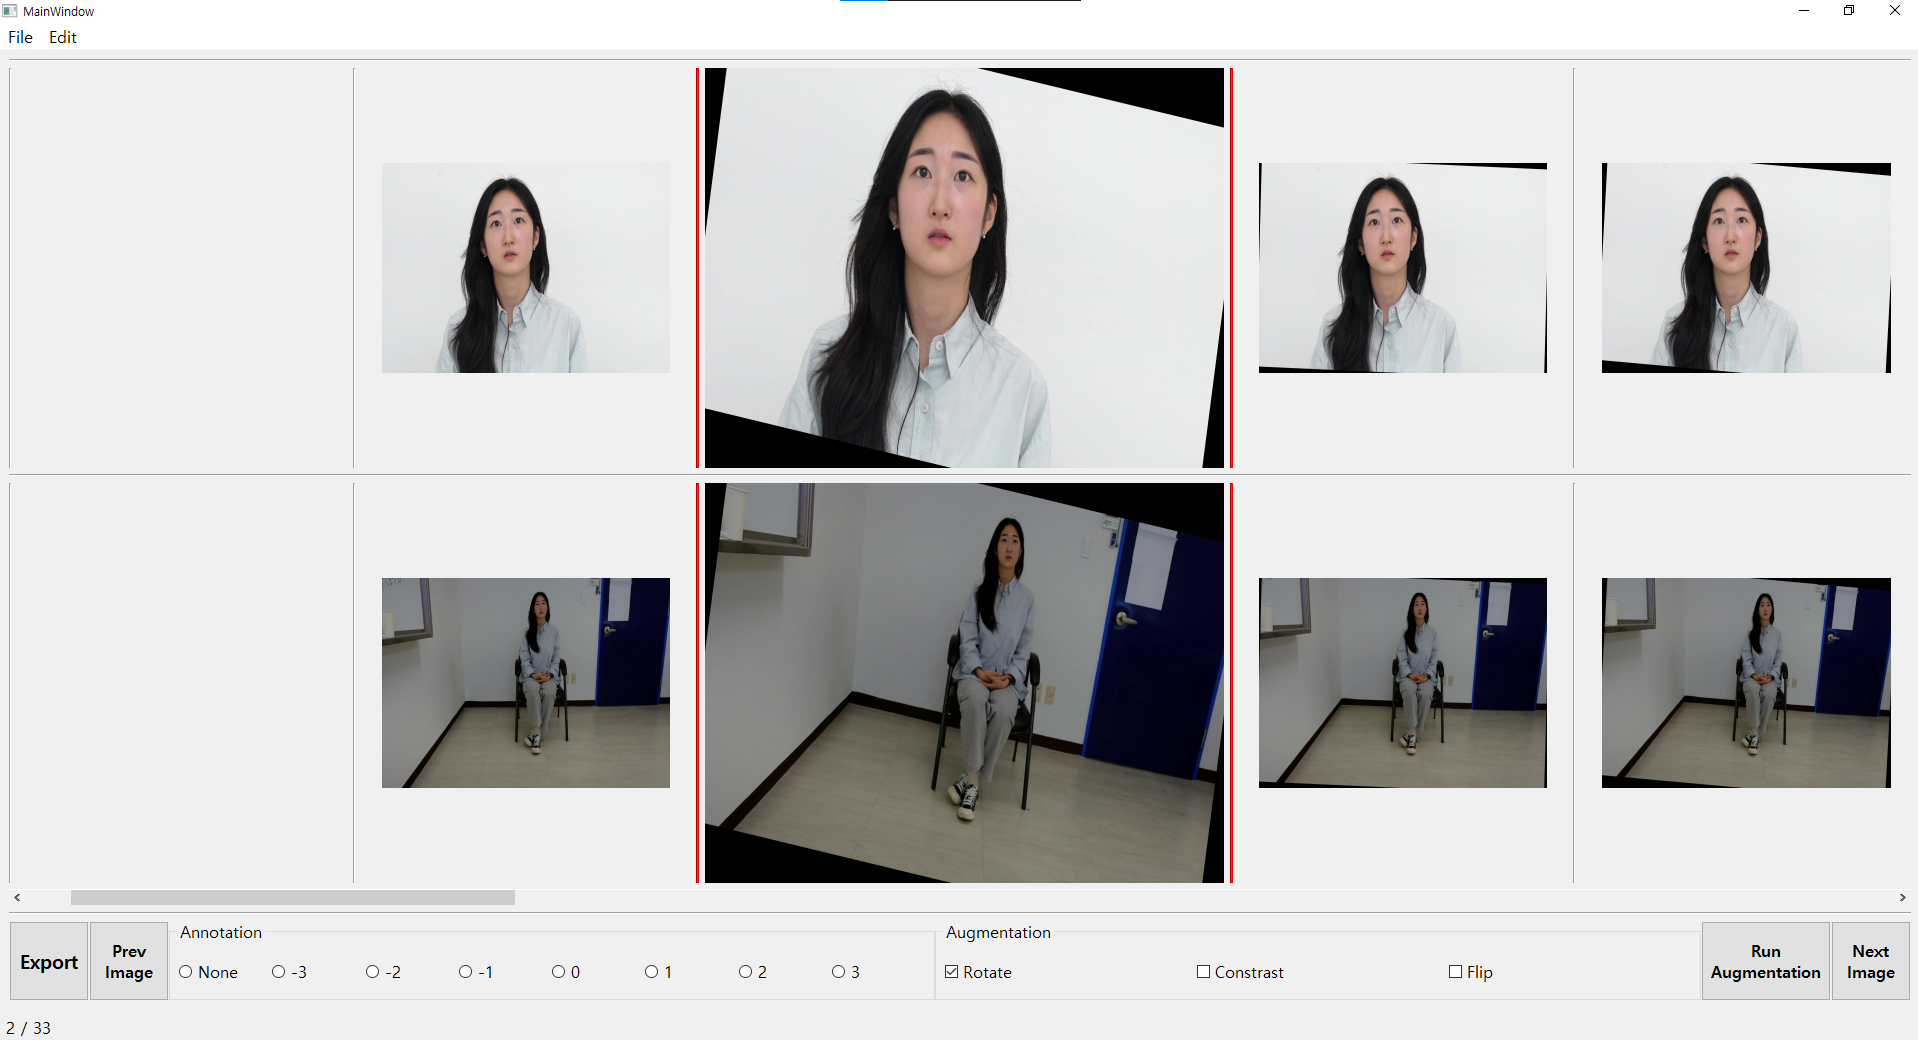 MainWindow
File Edit
Export
Prev
Image
Annotation
None -3 -2 -1 0 1 2 3
Augmentation
Rotate Constrast Flip
Run
Augmentation
Next
Image
2 / 33